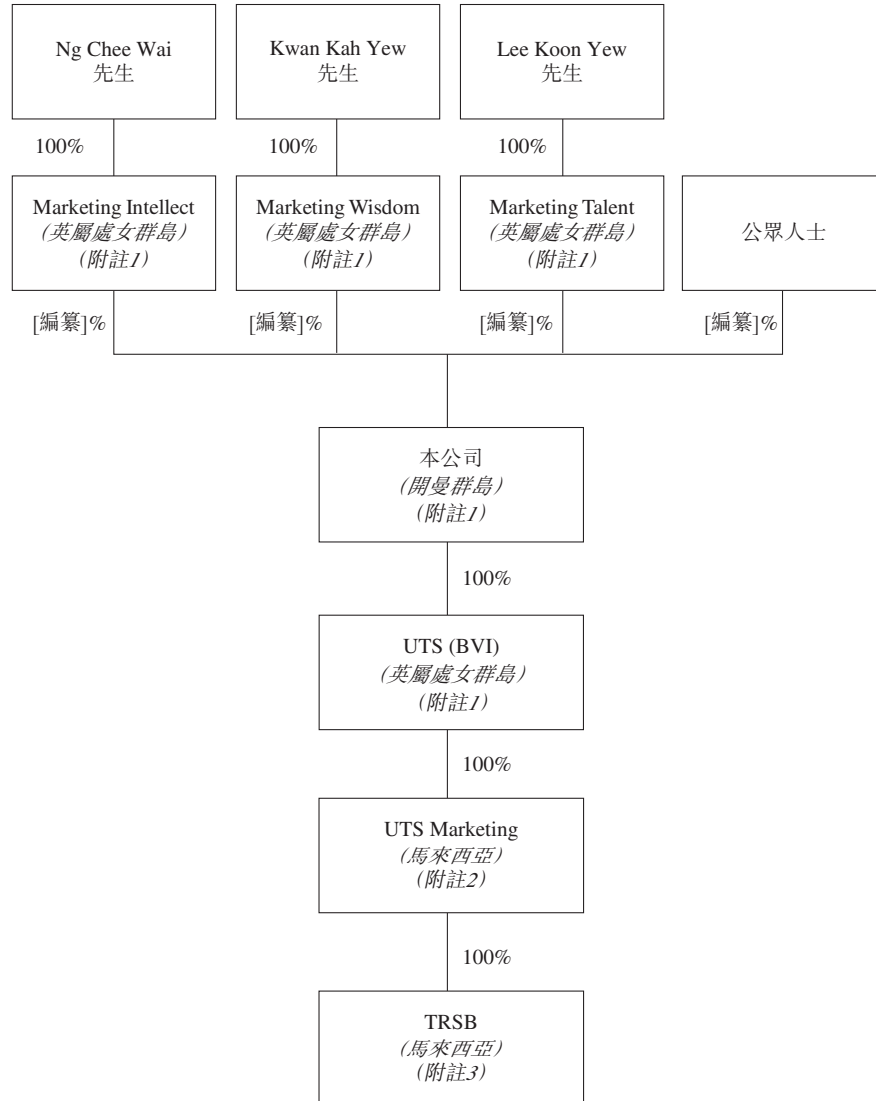 Ng Chee Wai
先生
Kwan Kah Yew
先生
Lee Koon Yew
先生
100%
100%
100%
Marketing Intellect
(英屬處女群島)
(附註1)
Marketing Wisdom
(英屬處女群島)
(附註1)
Marketing Talent
(英屬處女群島)
(附註1)
公眾人士
[編纂]%
[編纂]%
[編纂]%
[編纂]%
本公司
(開曼群島)
(附註1)
100%
UTS (BVI)
(英屬處女群島)
(附註1)
100%
UTS Marketing
(馬來西亞)
(附註2)
100%
TRSB
(馬來西亞)
(附註3)